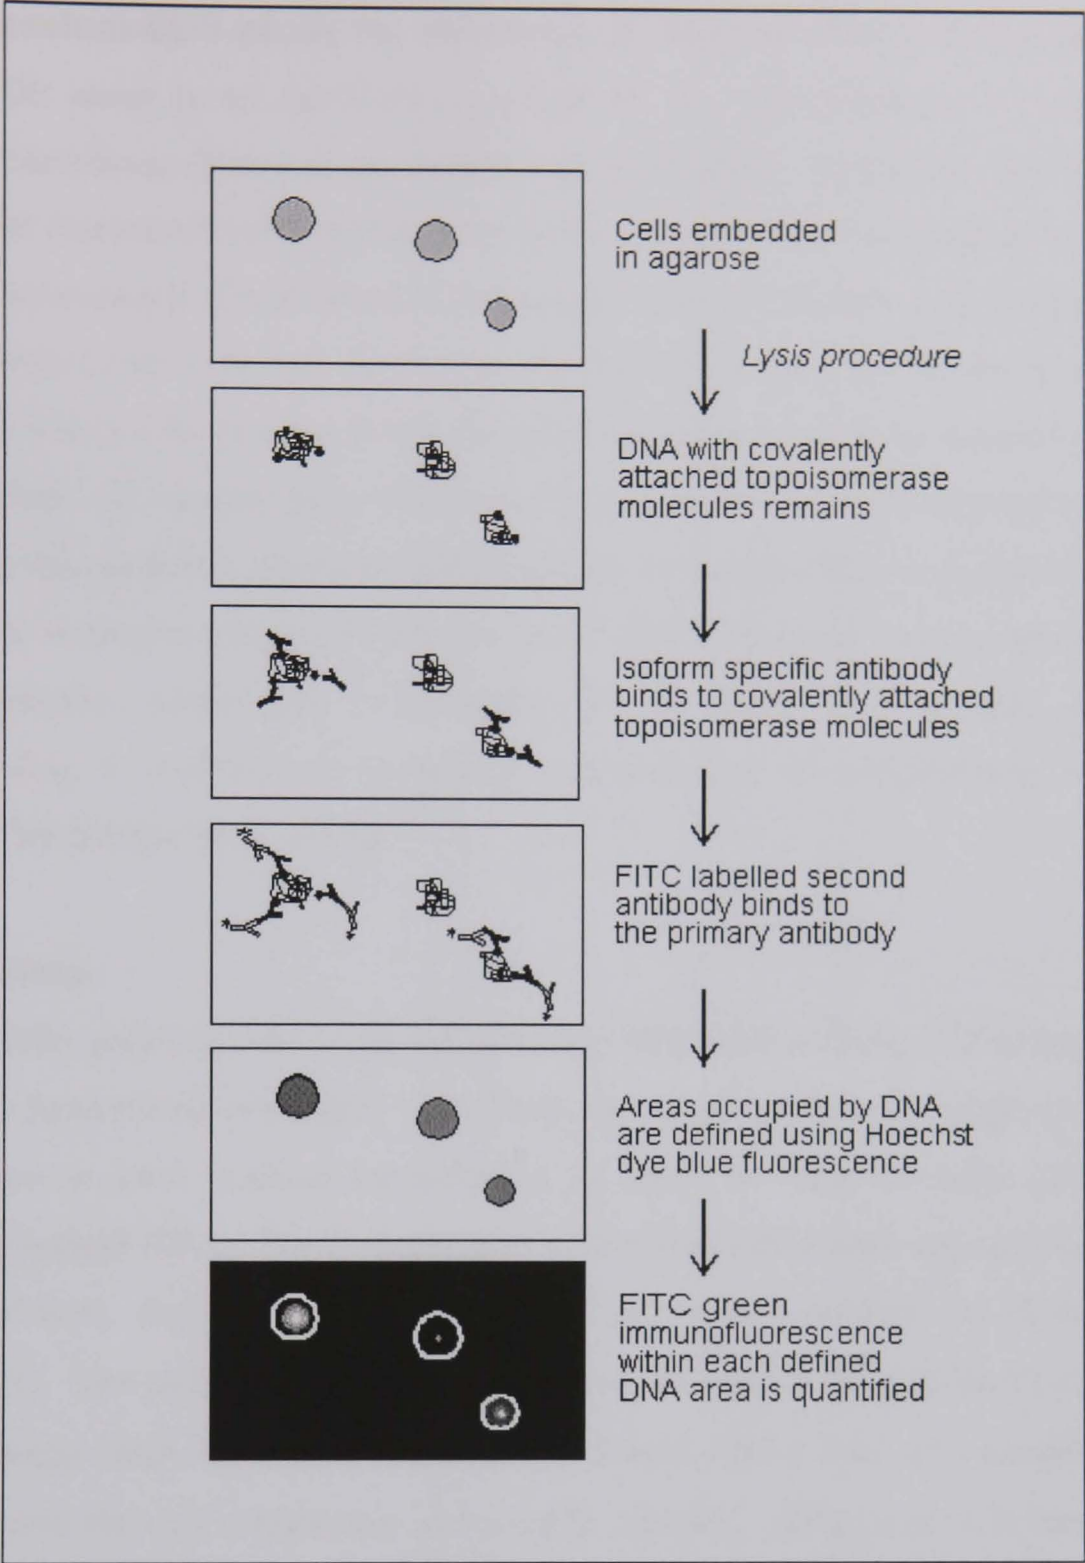 Cells embedded
in agarose
Lysis procedure
DNA with covalently
attached topoisomerase
molecules remains
Isoform specific antibody
binds to covalently attached
topoisomerase molecules
FITC labelled second
antibody binds to
the primary antibody
Areas occupied by DNA
are defined using Hoechst
dye blue fluorescence
FITC green
immunofluorescence
within each defined
DNA area is quantified